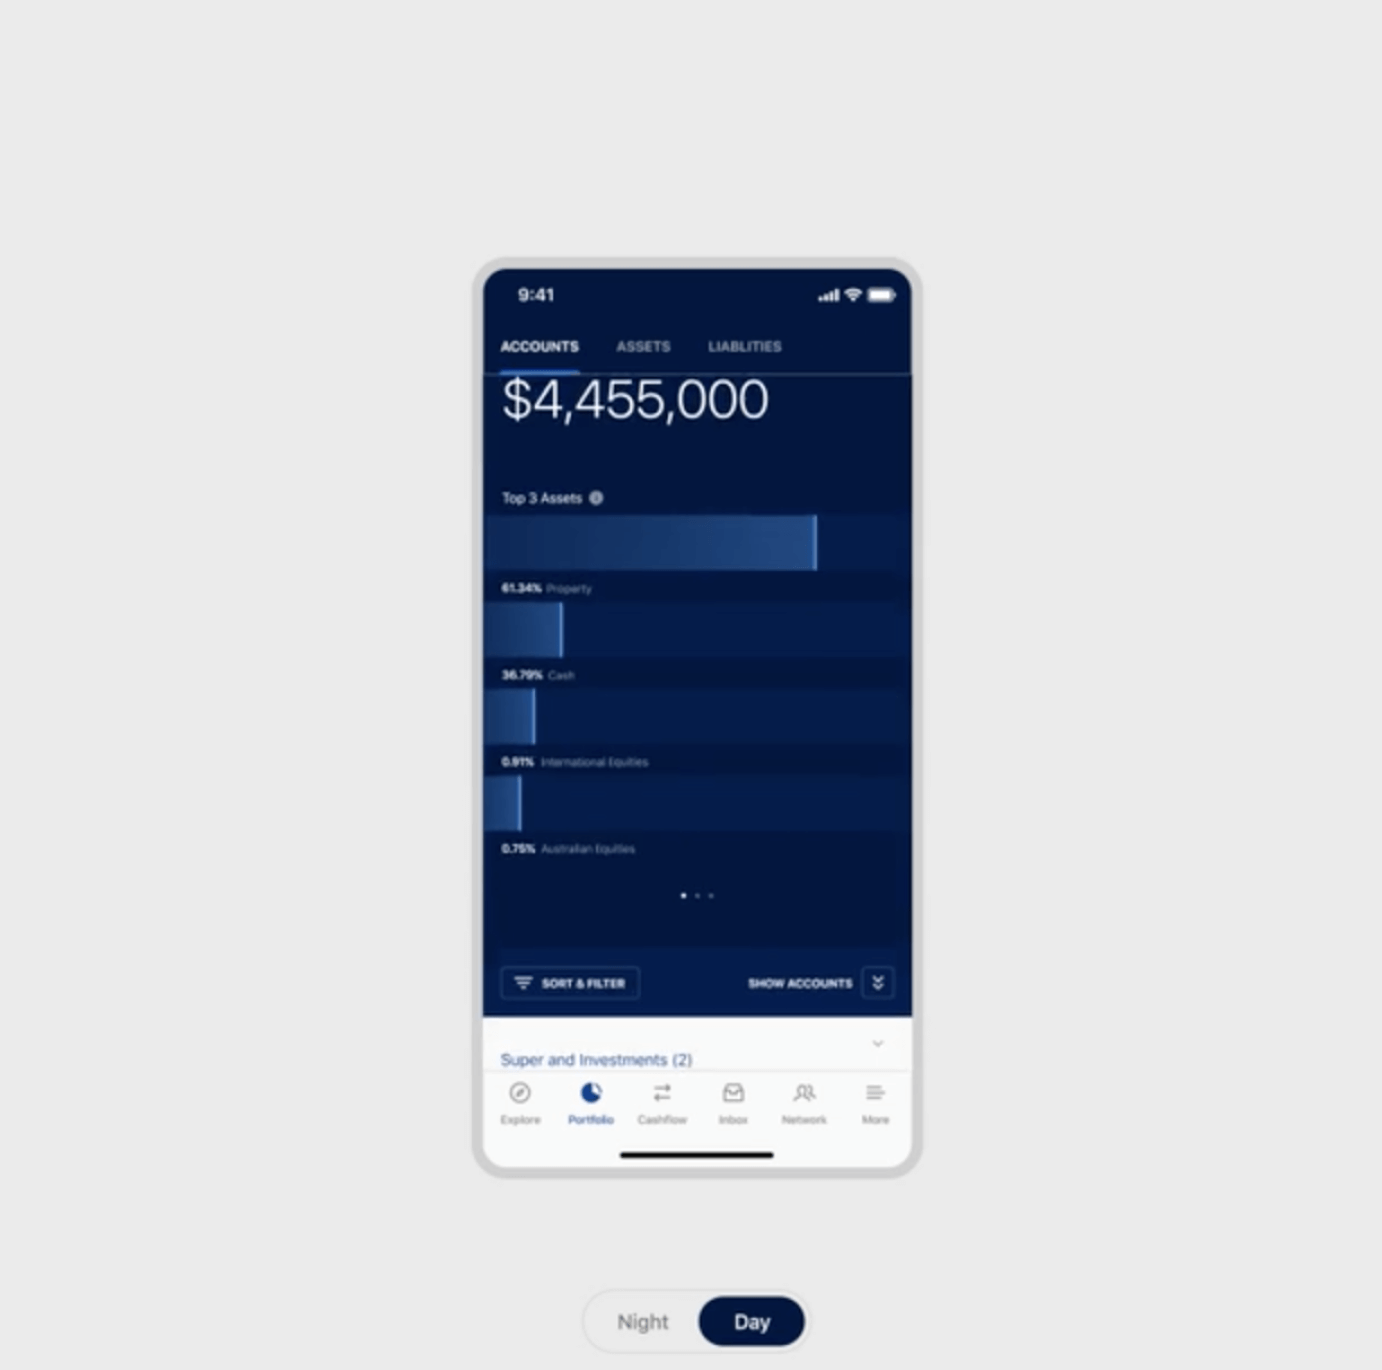 9:41
ACCOUNTS ASSETS LIABLITIES
$4,455,000
Top 3 Assets
61.34% Property
36.79% Cash
0.91% International Equities
0.75% Australian Equities
SORT & FILTER SHOW ACCOUNTS
Super and Investments (2)
Explore Portfolio Cashflow Inbox Network More
Night Day